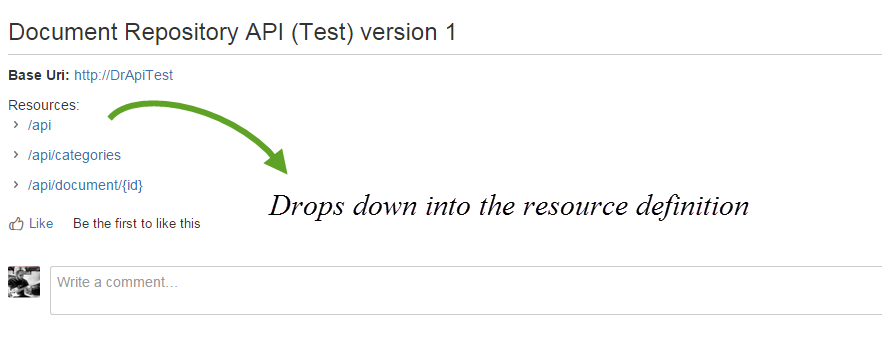 Document Repository API (Test) version 1
Base Uri: http://DrApiTest
Resources:
/api
/api/categories
/api/document/{id}
Drops down into the resource definition
Like Be the first to like this
Write a comment…